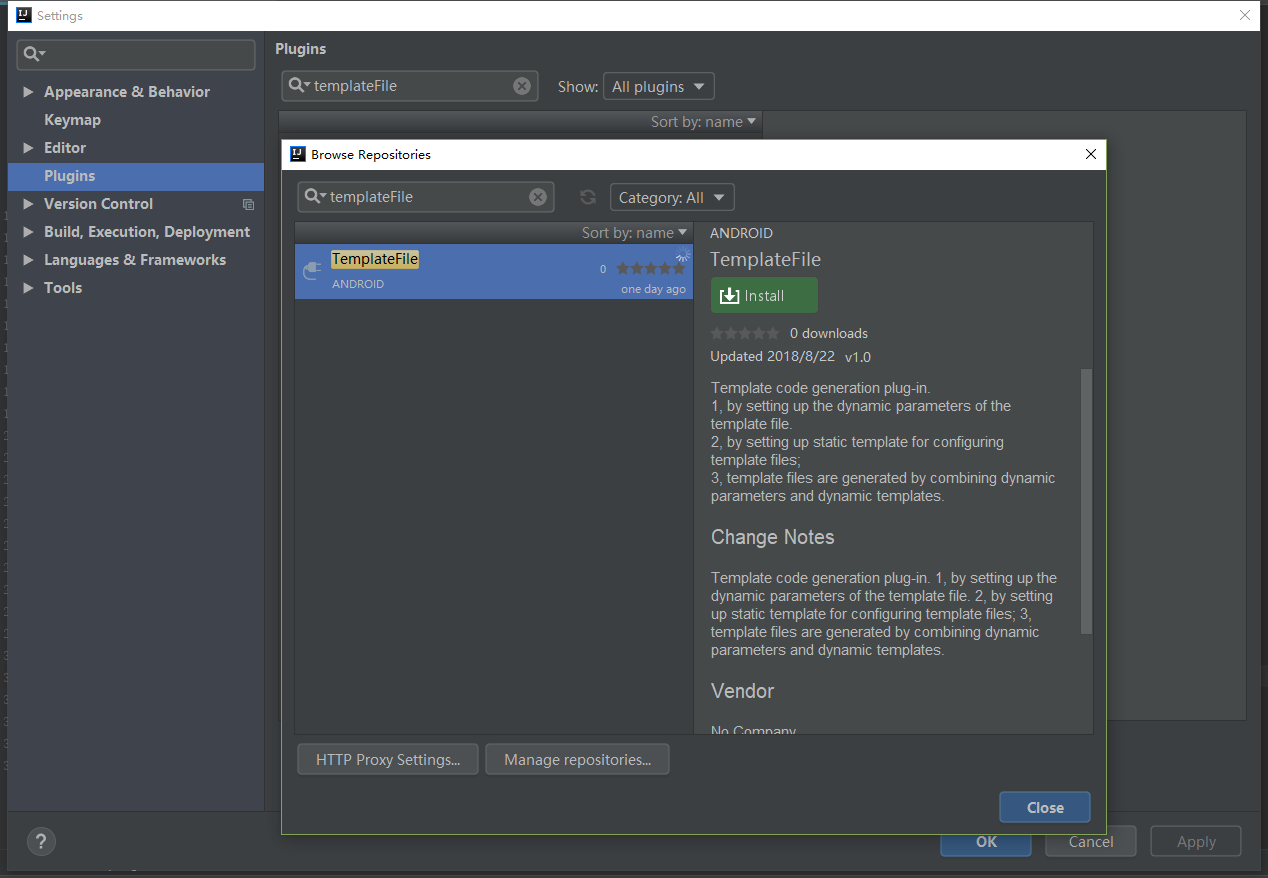 Settings
Plugins
templateFile
Show:
All plugins
Appearance & Behavior
Keymap
Editor
Plugins
Version Control
Build, Execution, Deployment
Languages & Frameworks
Tools
Sort by: name
Browse Repositories
templateFile
Category: All
Sort by: name
TemplateFile
ANDROID
0
one day ago
ANDROID
TemplateFile
Install
0 downloads
Updated 2018/8/22 v1.0
Template code generation plug-in.
1, by setting up the dynamic parameters of the
template file.
2, by setting up static template for configuring
template files;
3, template files are generated by combining dynamic
parameters and dynamic templates.
Change Notes
Template code generation plug-in. 1, by setting up the
dynamic parameters of the template file. 2, by setting
up static template for configuring template files; 3,
template files are generated by combining dynamic
parameters and dynamic templates.
Vendor
No Company
HTTP Proxy Settings...
Manage repositories...
Close
?
OK
Cancel
Apply